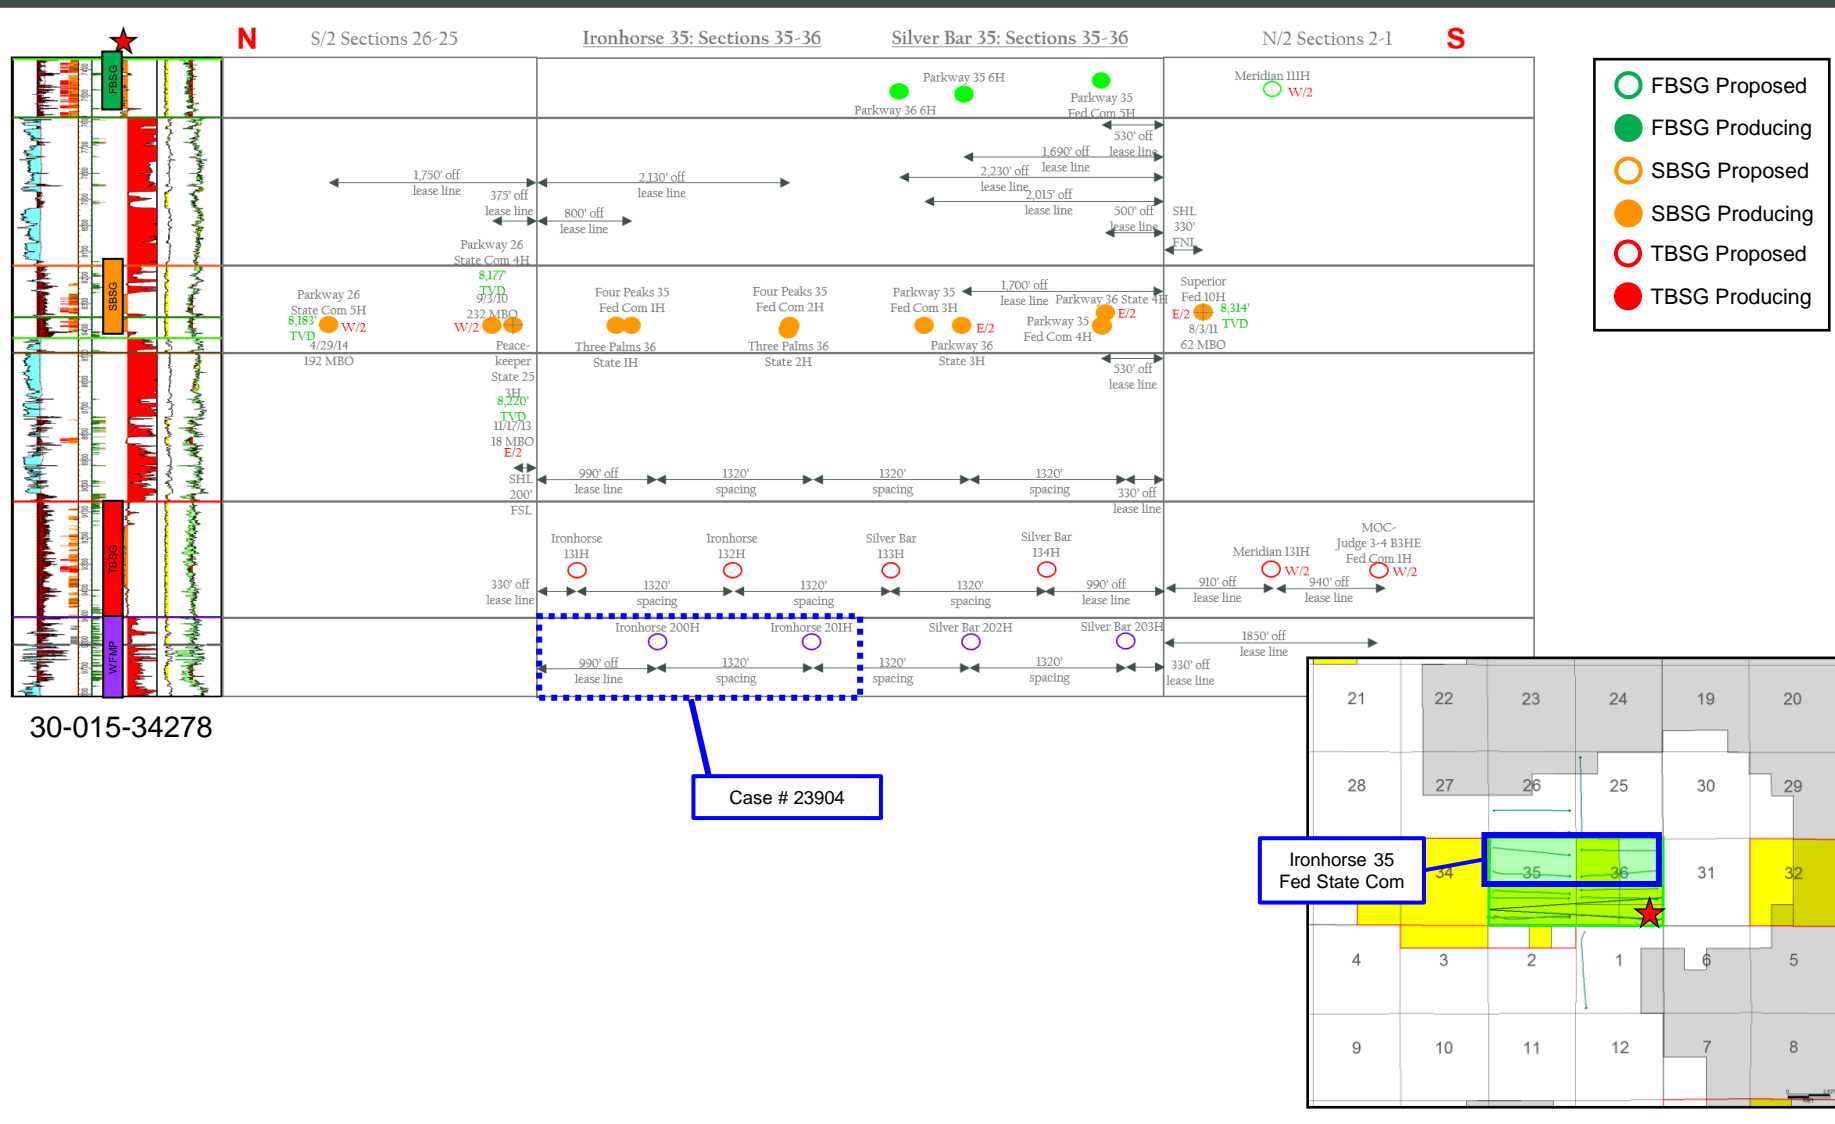 N
S/2 Sections 26-25
Ironhorse 35: Sections 35-36
Silver Bar 35: Sections 35-36
N/2 Sections 2-1
S
FBSG
SBSG
TBSG
WFMP
30-015-34278
Parkway 36 6H
Parkway 35 6H
Parkway 35
Fed Com 5H
Meridian 111H
W/2
530' off
lease line
1,690' off
lease line
2,230' off
lease line
2,015' off
lease line
500' off
lease line
1,750' off
lease line
375' off
lease line
2,130' off
lease line
800' off
lease line
SHL
330'
FNL
Parkway 26
State Com 4H
8,177'
TVD
9/3/10
232 MBO
W/2
Parkway 26
State Com 5H
8,183'
TVD
W/2
4/29/14
192 MBO
Peace-
keeper
State 25
3H
8,220'
TVD
11/17/13
18 MBO
E/2
SHL
200'
FSL
Four Peaks 35
Fed Com 1H
Three Palms 36
State 1H
Four Peaks 35
Fed Com 2H
Three Palms 36
State 2H
Parkway 35
Fed Com 3H
E/2
Parkway 36
State 3H
1,700' off
lease line
Parkway 36 State 4H
E/2
Parkway 35
Fed Com 4H
530' off
lease line
Superior
Fed 10H
E/2
8,314'
TVD
8/3/11
62 MBO
990' off
lease line
1320'
spacing
1320'
spacing
1320'
spacing
330' off
lease line
Ironhorse
131H
Ironhorse
132H
Silver Bar
133H
Silver Bar
134H
Meridian 131H
W/2
MOC-
Judge 3-4 B3HE
Fed Com 1H
W/2
330' off
lease line
1320'
spacing
1320'
spacing
1320'
spacing
990' off
lease line
910' off
lease line
940' off
lease line
Ironhorse 200H
Ironhorse 201H
Silver Bar 202H
Silver Bar 203H
990' off
lease line
1320'
spacing
1320'
spacing
1320'
spacing
330' off
lease line
1850' off
lease line
Case # 23904
FBSG Proposed
FBSG Producing
SBSG Proposed
SBSG Producing
TBSG Proposed
TBSG Producing
21 22 23 24 19 20
28 27 26 25 30 29
34 35 36 31 32
4 3 2 1 6 5
9 10 11 12 7 8
Ironhorse 35
Fed State Com